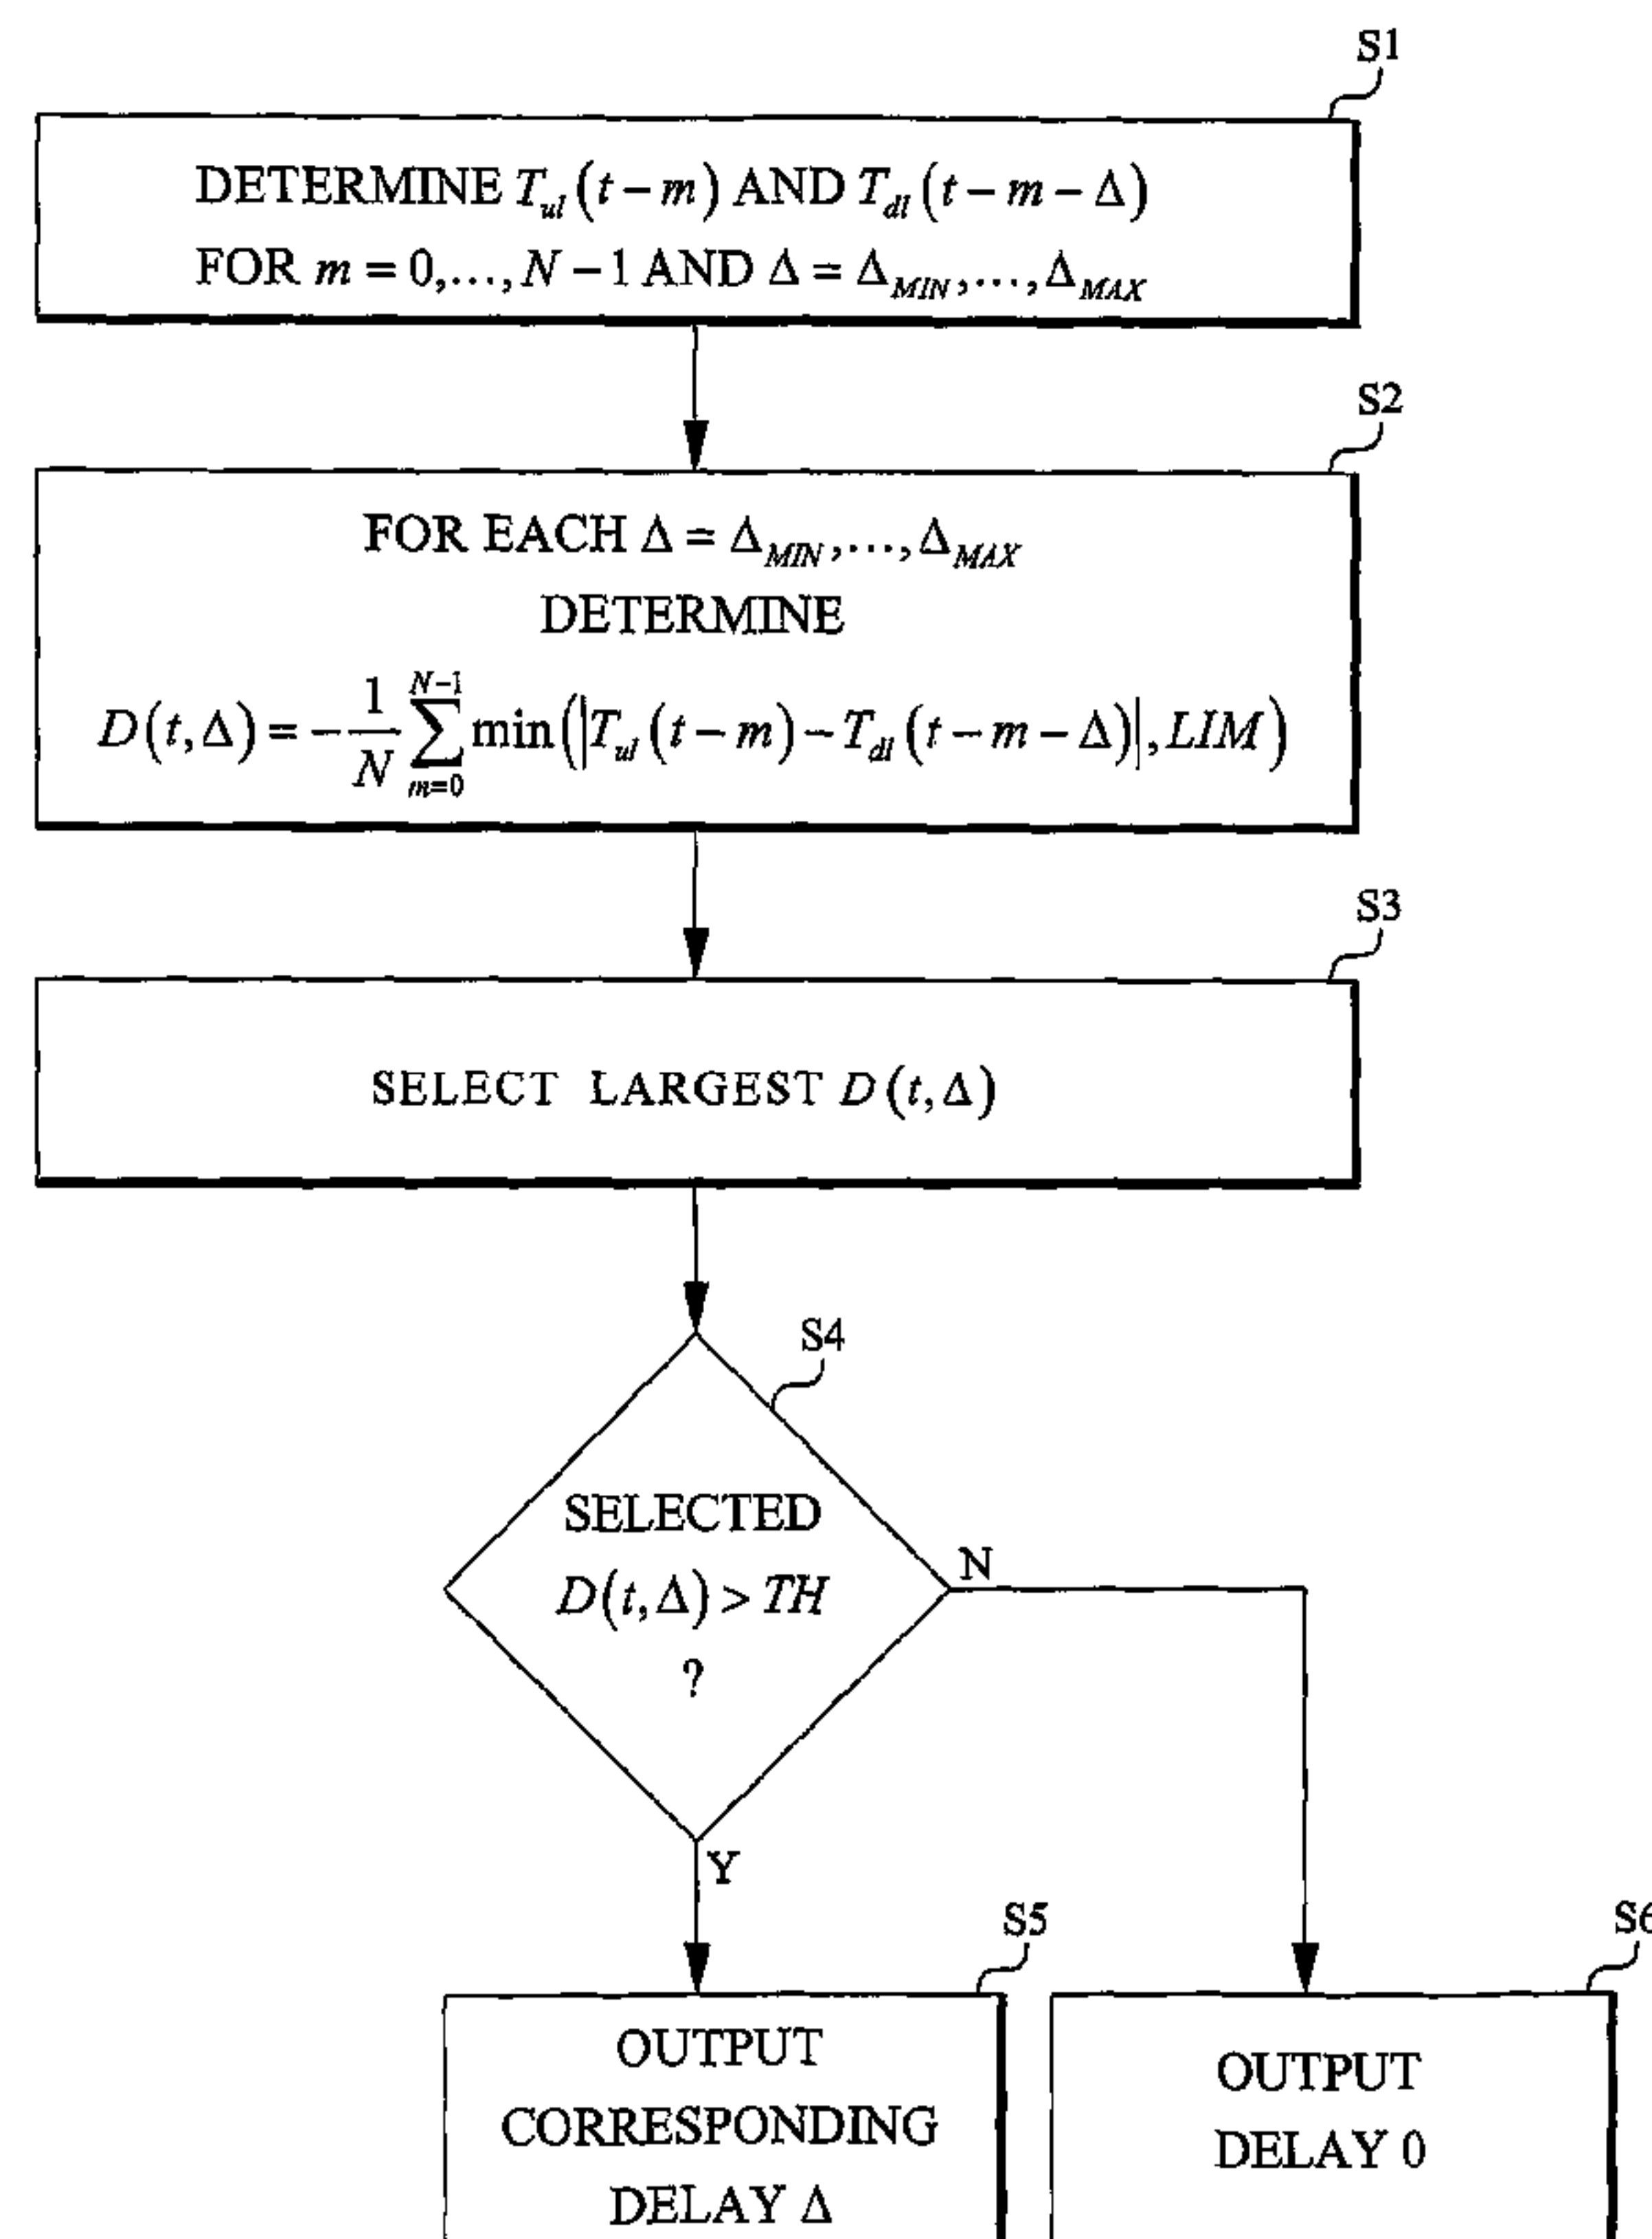 S1
DETERMINE T_ul(t−m) AND T_dl(t−m−Δ)
FOR m = 0,…,N−1 AND Δ = Δ_MIN,…,Δ_MAX
S2
FOR EACH Δ = Δ_MIN,…,Δ_MAX
DETERMINE
D(t,Δ) = −1/N ∑_{m=0}^{N−1} min(|T_ul(t−m)−T_dl(t−m−Δ)|, LIM)
S3
SELECT LARGEST D(t,Δ)
S4
SELECTED
D(t,Δ) > TH
?
N
Y
S5
S6
OUTPUT
CORRESPONDING
DELAY Δ
OUTPUT
DELAY 0